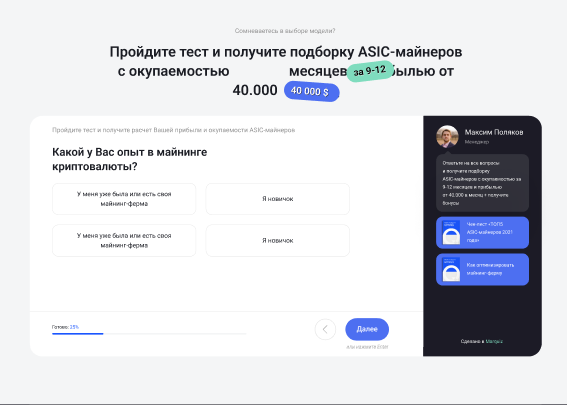 Сомневаетесь в выборе модели?
Пройдите тест и получите подборку ASIC-майнеров
с окупаемостью за 9-12 месяцев былью от
40.000 40 000 $
Пройдите тест и получите расчет Вашей прибыли и окупаемости ASIC-майнеров
Какой у Вас опыт в майнинге
криптовалюты?
У меня уже была или есть своя
майнинг-ферма
Я новичок
У меня уже была или есть своя
майнинг-ферма
Я новичок
Готово: 25%
Далее
или нажмите Enter
Максим Поляков
Менеджер
Ответьте на все вопросы
и получите подборку
ASIC-майнеров с окупаемостью за
9-12 месяцев и прибылью
от 40.000 в месяц + получите
бонусы
Чек-лист «ТОП5
ASIC-майнеров 2021
года»
Как оптимизировать
майнинг-ферму
Сделано в Marquiz